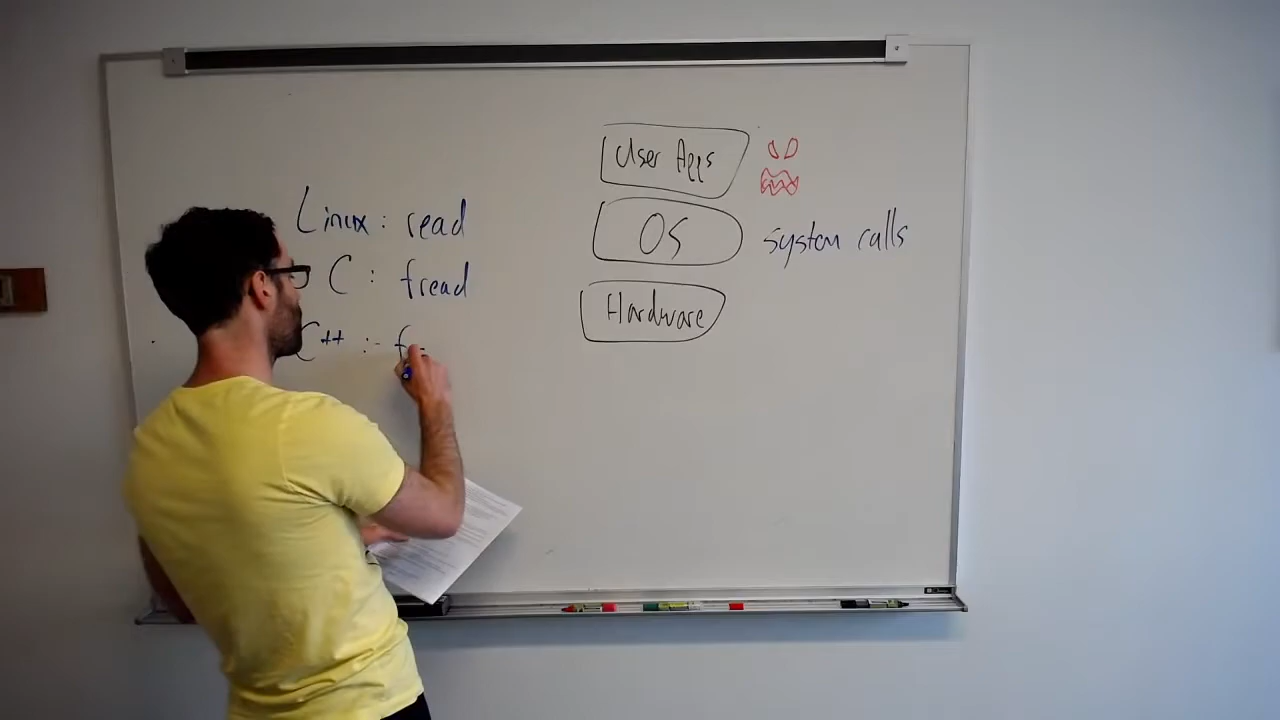 Linux : read
C : fread
C++ : f
User Apps
OS
system calls
Hardware